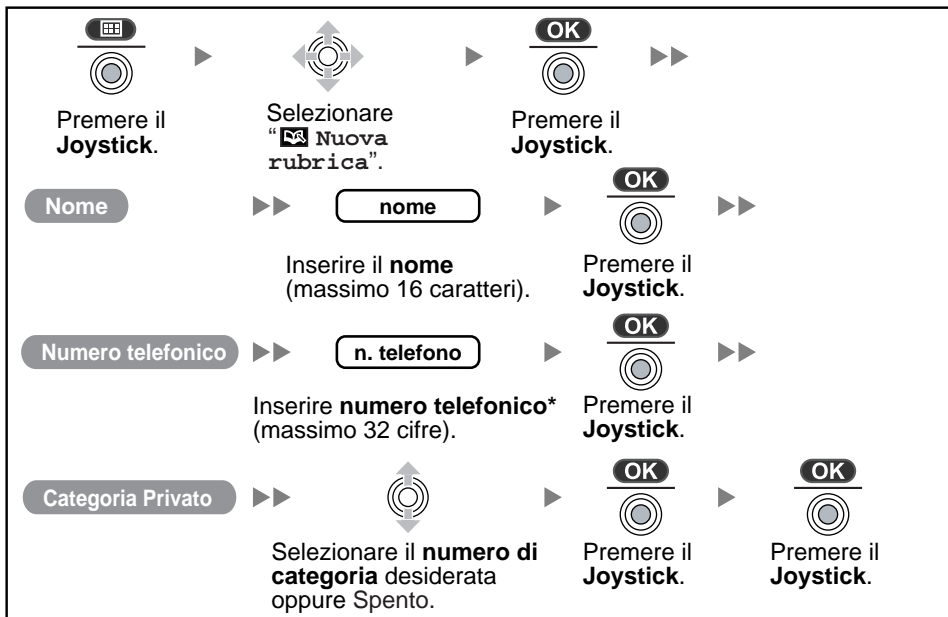 OK
Premere il
Joystick.
Selezionare
“ Nuova
rubrica”.
Premere il
Joystick.
Nome
nome
OK
Inserire il nome
(massimo 16 caratteri).
Premere il
Joystick.
Numero telefonico
n. telefono
OK
Inserire numero telefonico*
(massimo 32 cifre).
Premere il
Joystick.
Categoria Privato
OK
OK
Selezionare il numero di
categoria desiderata
oppure Spento.
Premere il
Joystick.
Premere il
Joystick.